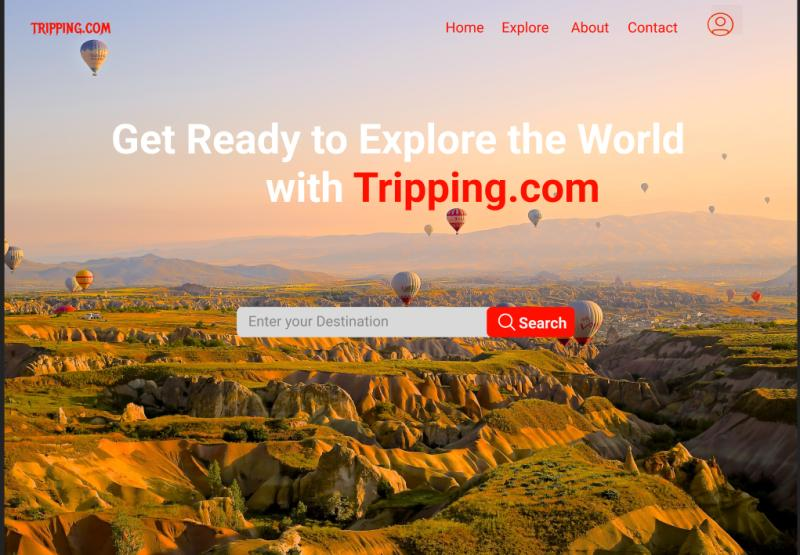 TRIPPING.COM
Home Explore About Contact
Get Ready to Explore the World
with Tripping.com
Enter your Destination
Search